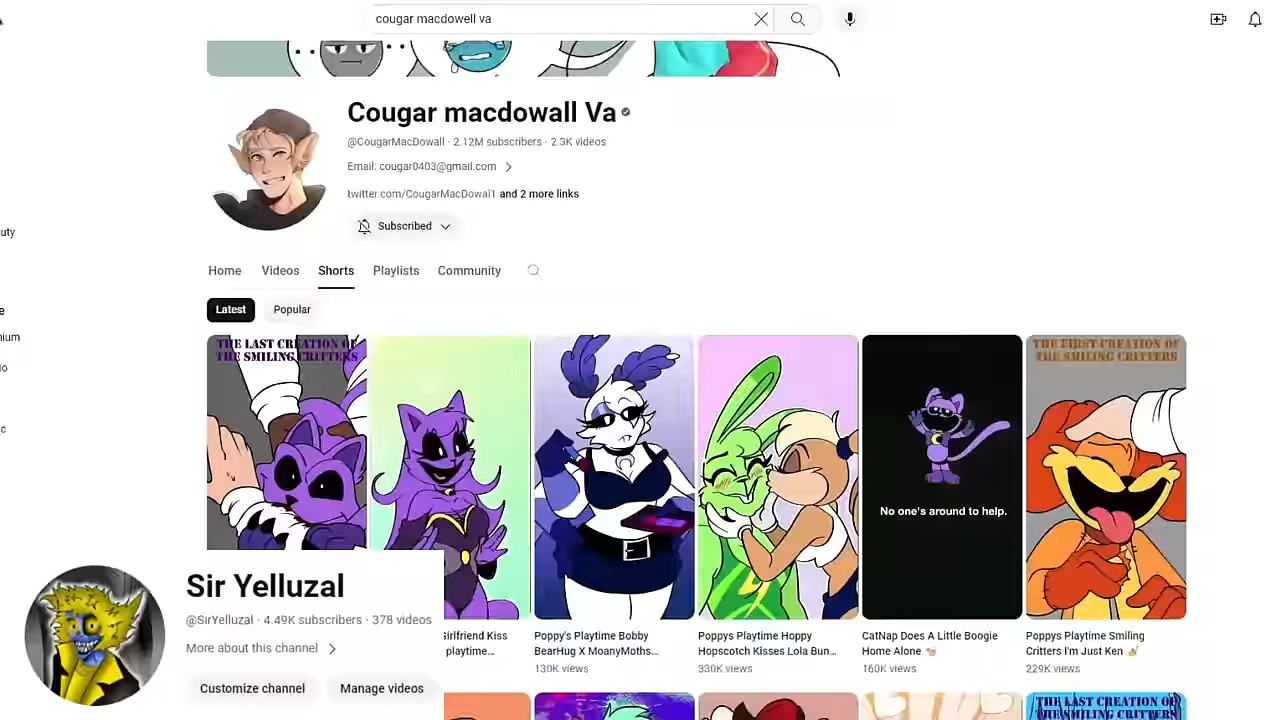 cougar macdowell va
Cougar macdowall Va
@CougarMacDowall · 2.12M subscribers · 2.3K videos
Email: cougar0403@gmail.com
twitter.com/CougarMacDowal1 and 2 more links
Subscribed
uty
Home Videos Shorts Playlists Community
Latest Popular
e
nium
THE LAST CREATION OF
THE SMILING CRITTERS
THE FIRST CREATION OF
THE SMILING CRITTERS
lo
c
No one's around to help.
Sir Yelluzal
@SirYelluzal · 4.49K subscribers · 378 videos
More about this channel
Customize channel Manage videos
Girlfriend Kiss
playtime...
Poppy's Playtime Bobby
BearHug X MoanyMoths...
130K views
Poppys Playtime Hoppy
Hopscotch Kisses Lola Bun...
330K views
CatNap Does A Little Boogie
Home Alone
160K views
Poppys Playtime Smiling
Critters I'm Just Ken
229K views
THE LAST CREATION OF
THE SMILING CRITTERS